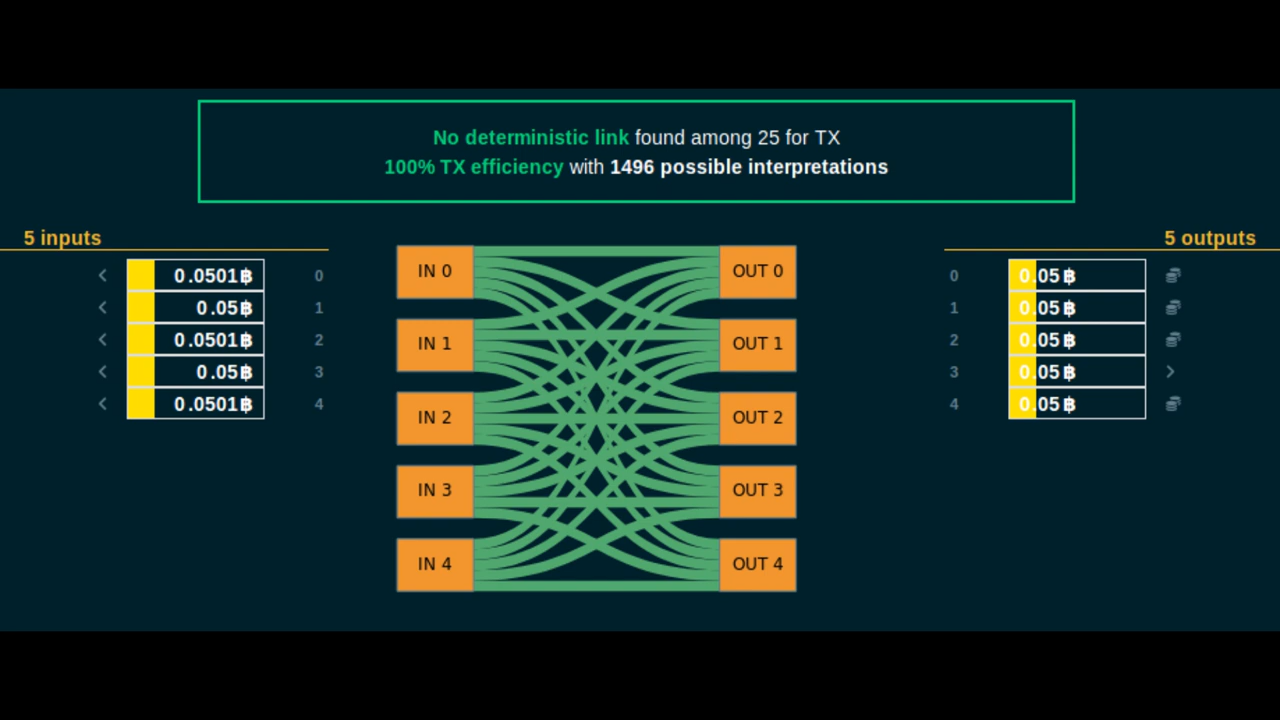 No deterministic link found among 25 for TX
100% TX efficiency with 1496 possible interpretations
5 inputs
5 outputs
0.0501฿ 0
0.05฿ 1
0.0501฿ 2
0.05฿ 3
0.0501฿ 4
IN 0
IN 1
IN 2
IN 3
IN 4
OUT 0
OUT 1
OUT 2
OUT 3
OUT 4
0 0.05฿
1 0.05฿
2 0.05฿
3 0.05฿
4 0.05฿